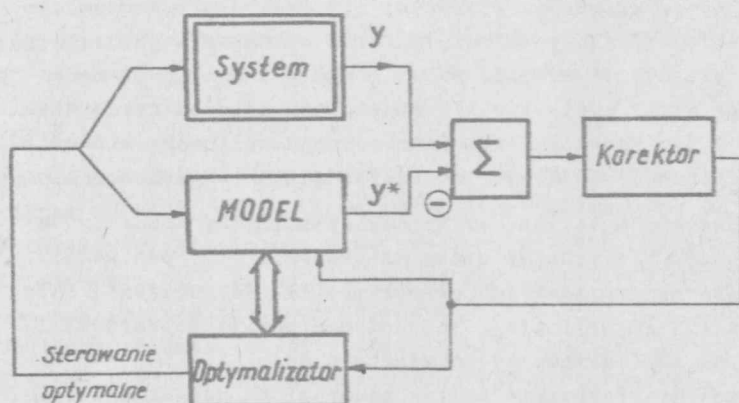 y
System
Σ
Korektor
MODEL
y*
−
Sterowanie
optymalne
Optymalizator